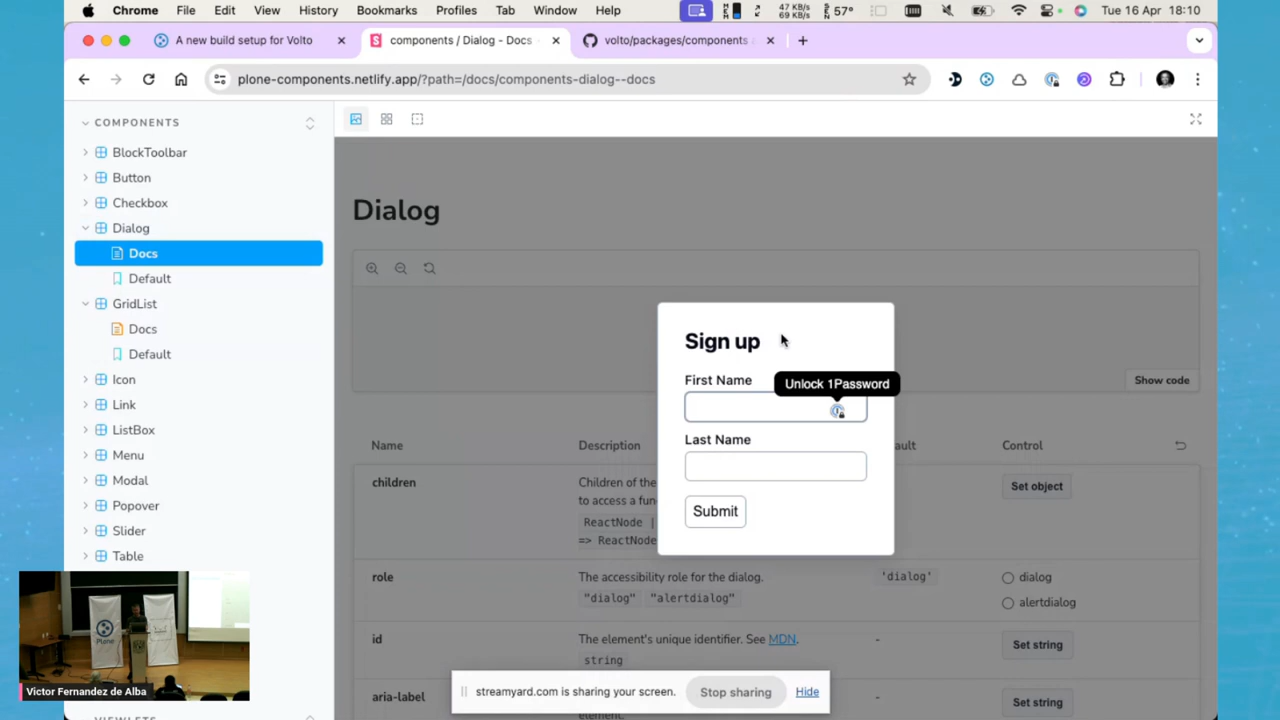 Chrome File Edit View History Bookmarks Profiles Tab Window Help
47 KB/s
69 KB/s
57° Tue 16 Apr 18:10
A new build setup for Volto
components / Dialog - Docs
volto/packages/components
plone-components.netlify.app/?path=/docs/components-dialog--docs
COMPONENTS
BlockToolbar
Button
Checkbox
Dialog
Docs
Default
GridList
Docs
Default
Icon
Link
ListBox
Menu
Modal
Popover
Slider
Table
Dialog
Show code
Sign up
First Name
Unlock 1Password
Last Name
Submit
Name Description ault Control
children Children of the
to access a fun
ReactNode |
=> ReactNode
Set object
role The accessibility role for the dialog. 'dialog' dialog
"dialog" "alertdialog" alertdialog
id The element's unique identifier. See MDN. - Set string
string
aria-label - Set string
element.
streamyard.com is sharing your screen. Stop sharing Hide
Plone
Victor Fernandez de Alba
VIEWLETS